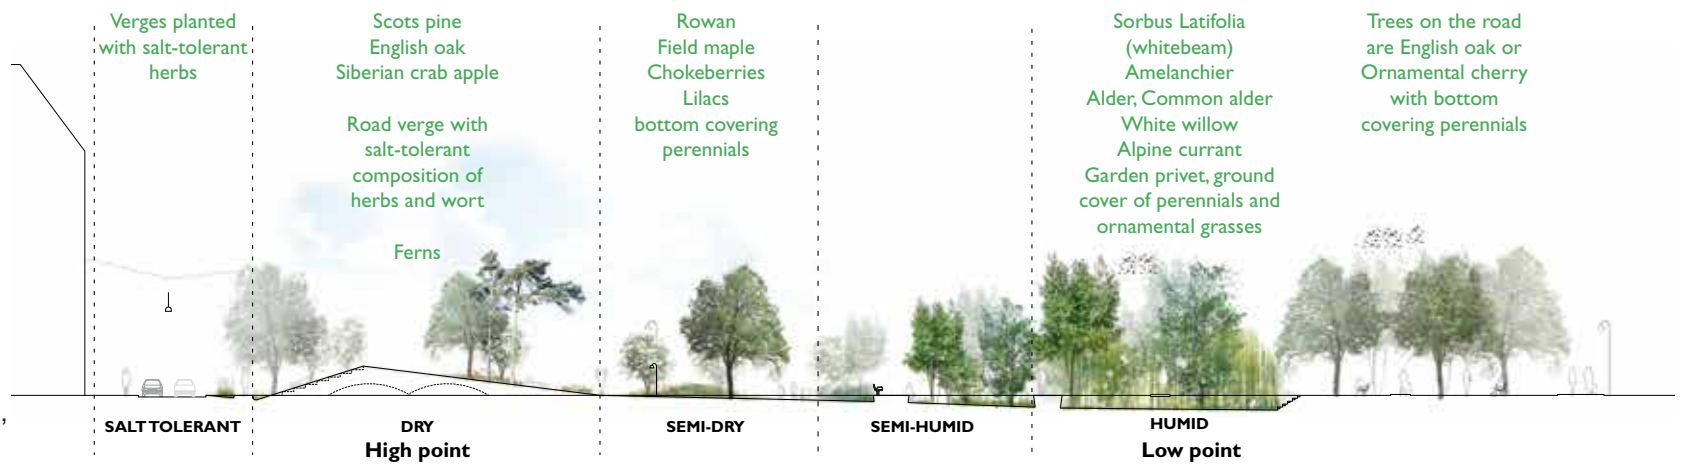 Verges planted
with salt-tolerant
herbs
Scots pine
English oak
Siberian crab apple
Road verge with
salt-tolerant
composition of
herbs and wort
Ferns
Rowan
Field maple
Chokeberries
Lilacs
bottom covering
perennials
Sorbus Latifolia
(whitebeam)
Amelanchier
Alder, Common alder
White willow
Alpine currant
Garden privet, ground
cover of perennials and
ornamental grasses
Trees on the road
are English oak or
Ornamental cherry
with bottom
covering perennials
,
SALT TOLERANT
DRY
High point
SEMI-DRY
SEMI-HUMID
HUMID
Low point